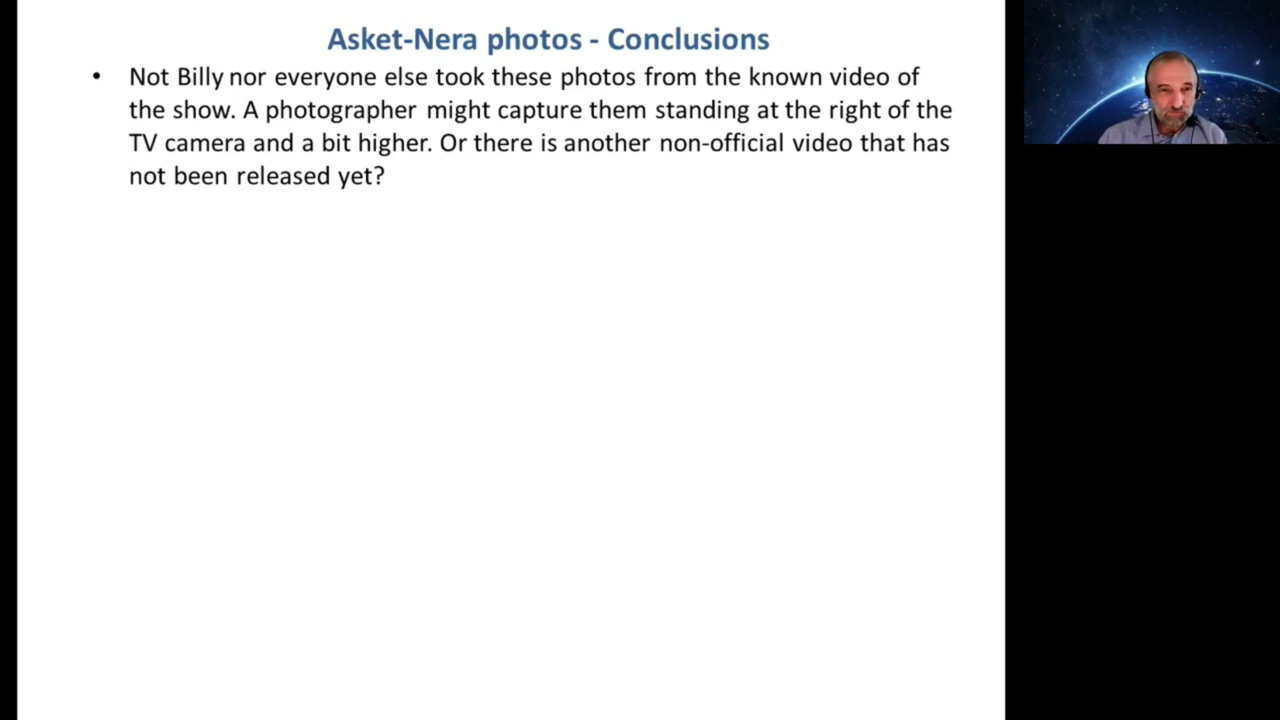 Asket-Nera photos - Conclusions
• Not Billy nor everyone else took these photos from the known video of
the show. A photographer might capture them standing at the right of the
TV camera and a bit higher. Or there is another non-official video that has
not been released yet?